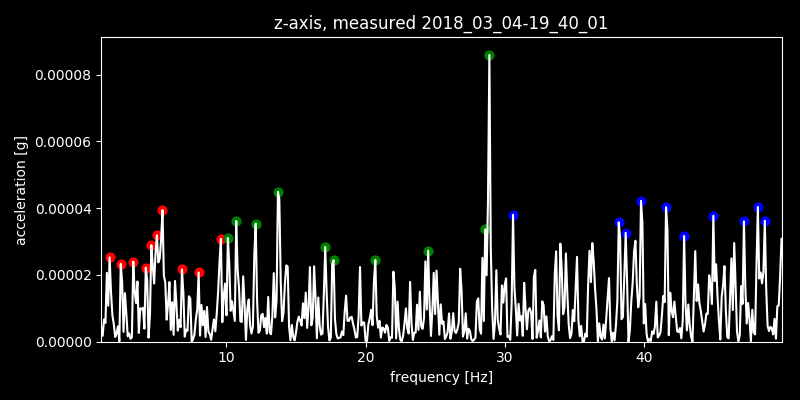 z-axis, measured 2018_03_04-19_40_01
0.00008
0.00006
0.00004
0.00002
0.00000
acceleration [g]
10 20 30 40
frequency [Hz]